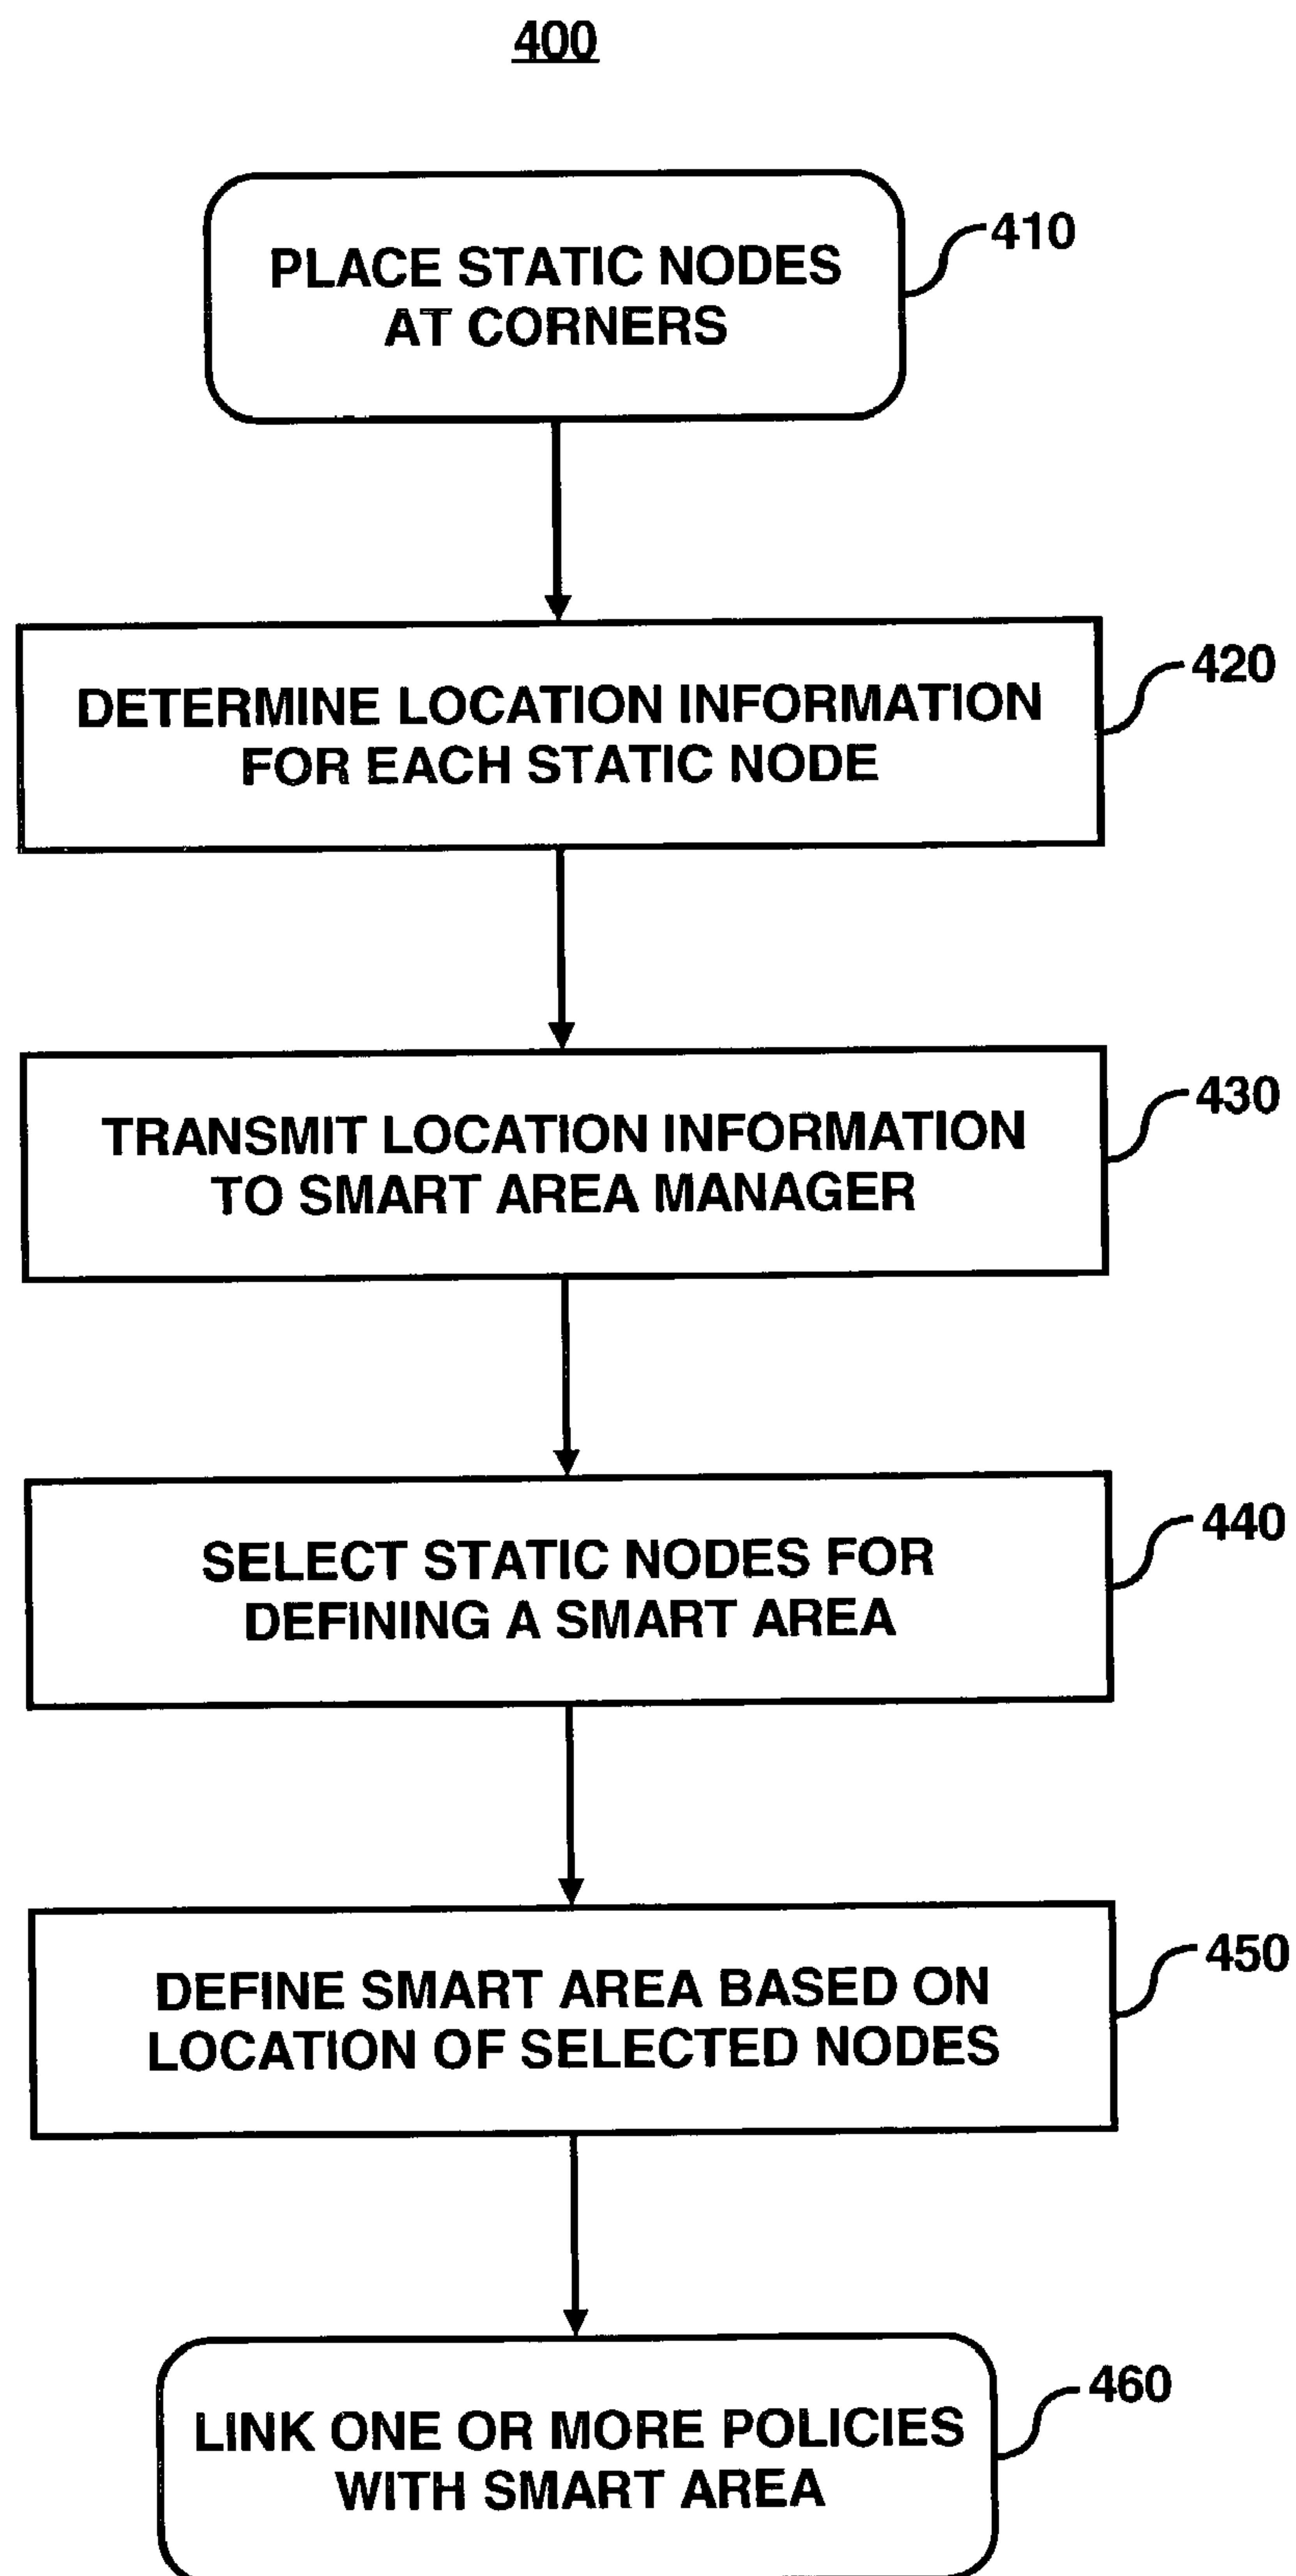 400
PLACE STATIC NODES
AT CORNERS
410
DETERMINE LOCATION INFORMATION
FOR EACH STATIC NODE
420
TRANSMIT LOCATION INFORMATION
TO SMART AREA MANAGER
430
SELECT STATIC NODES FOR
DEFINING A SMART AREA
440
DEFINE SMART AREA BASED ON
LOCATION OF SELECTED NODES
450
LINK ONE OR MORE POLICIES
WITH SMART AREA
460